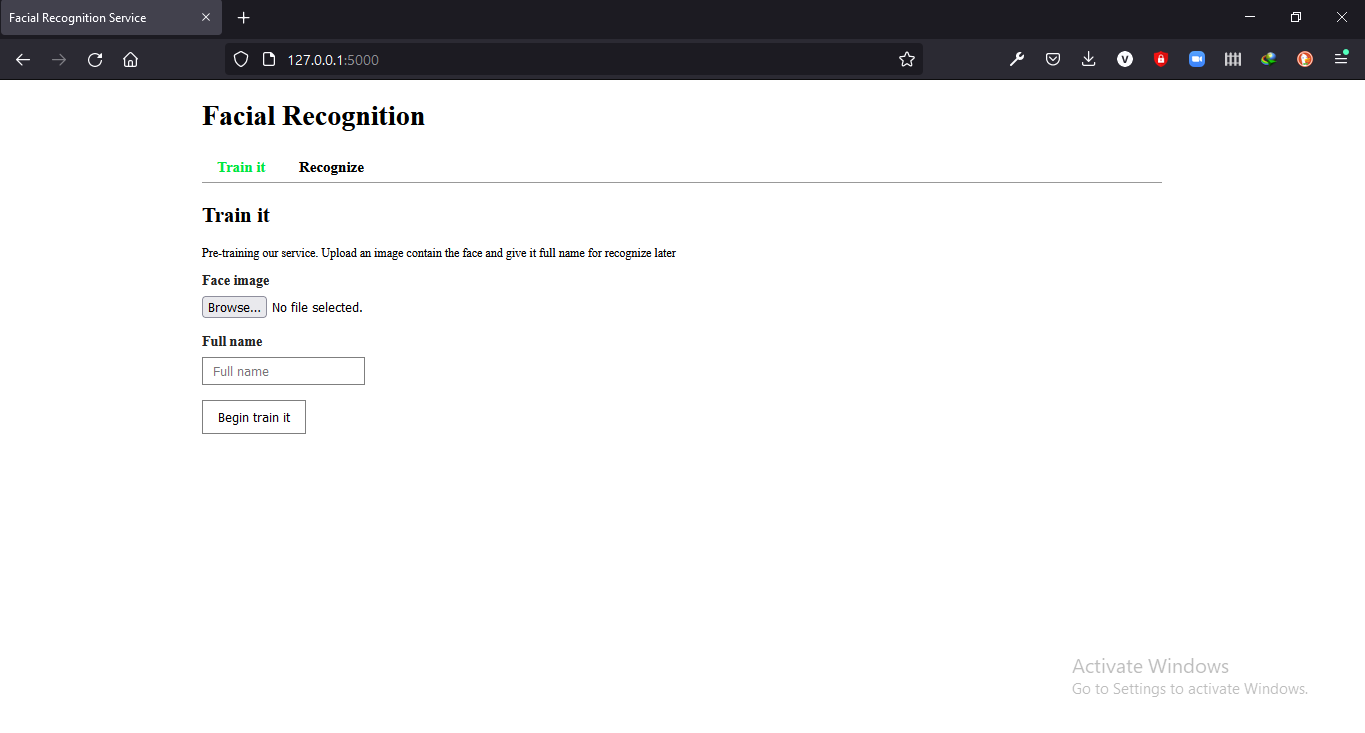 Facial Recognition Service
127.0.0.1:5000
V
Facial Recognition
Train it Recognize
Train it
Pre-training our service. Upload an image contain the face and give it full name for recognize later
Face image
Browse... No file selected.
Full name
Full name
Begin train it
Activate Windows
Go to Settings to activate Windows.